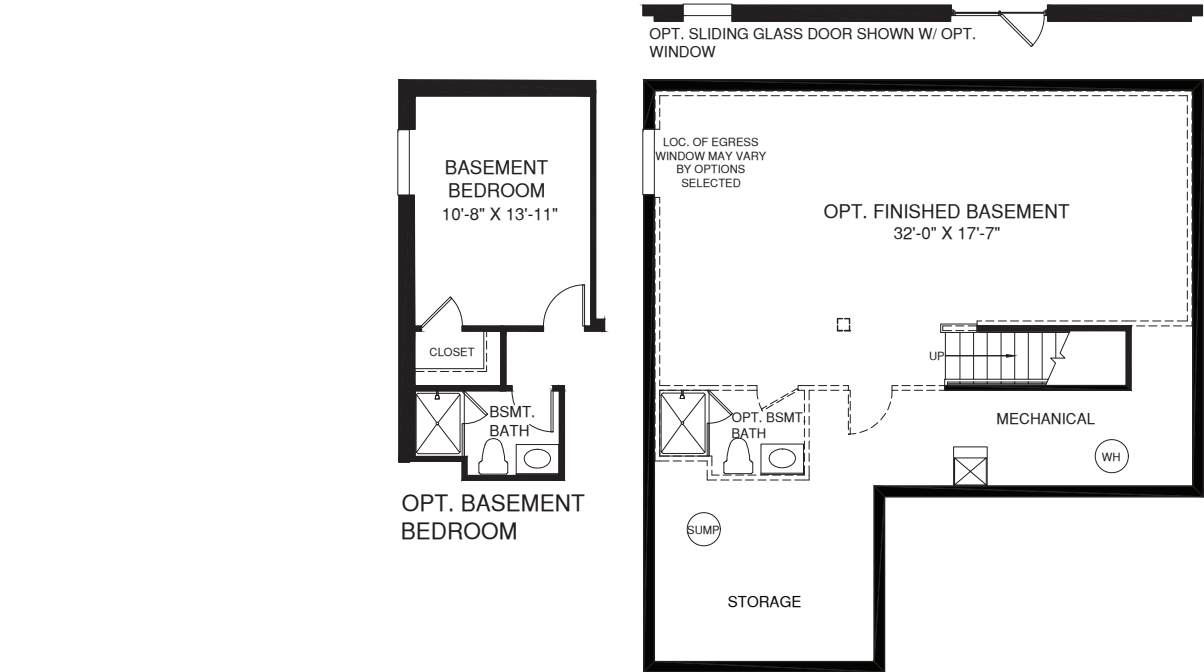 OPT. SLIDING GLASS DOOR SHOWN W/ OPT.
WINDOW
BASEMENT
BEDROOM
10'-8" X 13'-11"
CLOSET
BSMT.
BATH
OPT. BASEMENT
BEDROOM
LOC. OF EGRESS
WINDOW MAY VARY
BY OPTIONS
SELECTED
OPT. FINISHED BASEMENT
32'-0" X 17'-7"
UP
OPT. BSMT
BATH
MECHANICAL
WH
SUMP
STORAGE